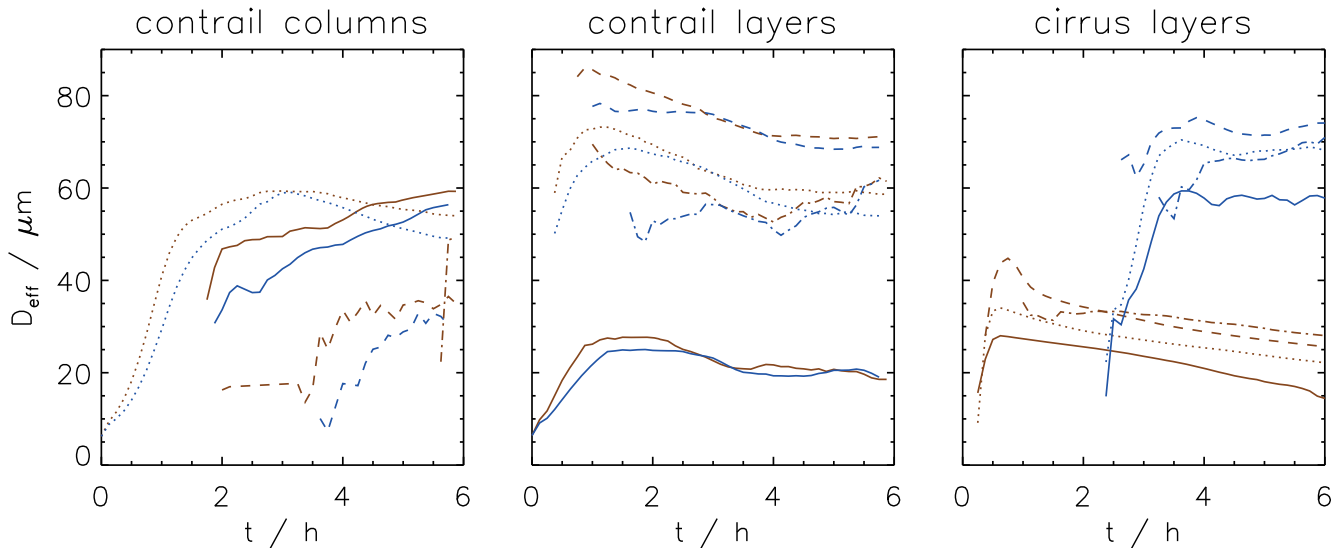 contrail columns
contrail layers
cirrus layers
D_eff / μm
80
60
40
20
0
0 2 4 6
0 2 4 6
0 2 4 6
t / h
t / h
t / h